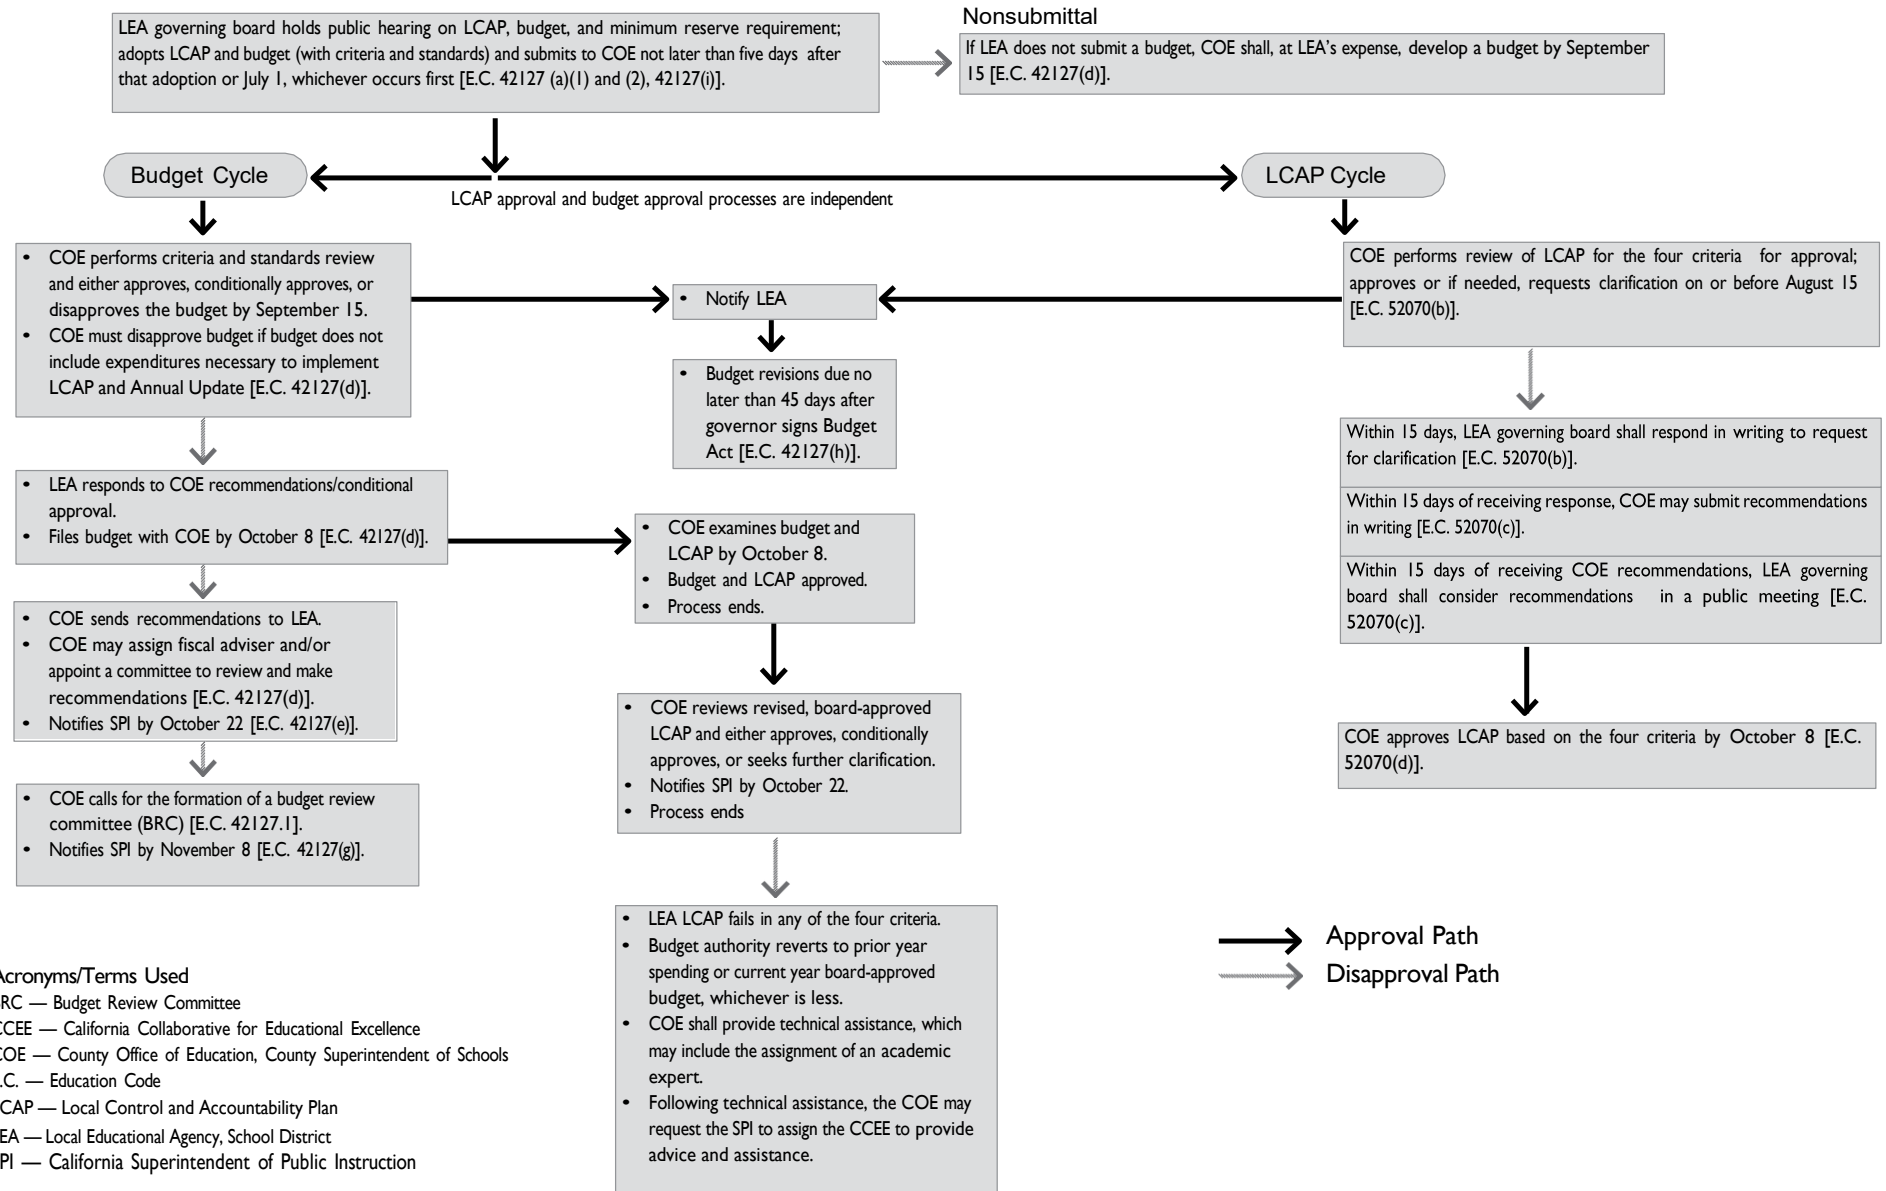 LEA governing board holds public hearing on LCAP, budget, and minimum reserve requirement;
adopts LCAP and budget (with criteria and standards) and submits to COE not later than five days after
that adoption or July 1, whichever occurs first [E.C. 42127 (a)(1) and (2), 42127(i)].
Nonsubmittal
If LEA does not submit a budget, COE shall, at LEA's expense, develop a budget by September
15 [E.C. 42127(d)].
Budget Cycle
LCAP Cycle
LCAP approval and budget approval processes are independent
• COE performs criteria and standards review
and either approves, conditionally approves, or
disapproves the budget by September 15.
• COE must disapprove budget if budget does not
include expenditures necessary to implement
LCAP and Annual Update [E.C. 42127(d)].
• Notify LEA
COE performs review of LCAP for the four criteria for approval;
approves or if needed, requests clarification on or before August 15
[E.C. 52070(b)].
• Budget revisions due no
later than 45 days after
governor signs Budget
Act [E.C. 42127(h)].
Within 15 days, LEA governing board shall respond in writing to request
for clarification [E.C. 52070(b)].
Within 15 days of receiving response, COE may submit recommendations
in writing [E.C. 52070(c)].
Within 15 days of receiving COE recommendations, LEA governing
board shall consider recommendations in a public meeting [E.C.
52070(c)].
• LEA responds to COE recommendations/conditional
approval.
• Files budget with COE by October 8 [E.C. 42127(d)].
• COE examines budget and
LCAP by October 8.
• Budget and LCAP approved.
• Process ends.
• COE sends recommendations to LEA.
• COE may assign fiscal adviser and/or
appoint a committee to review and make
recommendations [E.C. 42127(d)].
• Notifies SPI by October 22 [E.C. 42127(e)].
• COE reviews revised, board-approved
LCAP and either approves, conditionally
approves, or seeks further clarification.
• Notifies SPI by October 22.
• Process ends
COE approves LCAP based on the four criteria by October 8 [E.C.
52070(d)].
• COE calls for the formation of a budget review
committee (BRC) [E.C. 42127.1].
• Notifies SPI by November 8 [E.C. 42127(g)].
• LEA LCAP fails in any of the four criteria.
• Budget authority reverts to prior year
spending or current year board-approved
budget, whichever is less.
• COE shall provide technical assistance, which
may include the assignment of an academic
expert.
• Following technical assistance, the COE may
request the SPI to assign the CCEE to provide
advice and assistance.
Approval Path
Disapproval Path
Acronyms/Terms Used
RC — Budget Review Committee
CCEE — California Collaborative for Educational Excellence
COE — County Office of Education, County Superintendent of Schools
.C. — Education Code
CAP — Local Control and Accountability Plan
EA — Local Educational Agency, School District
PI — California Superintendent of Public Instruction